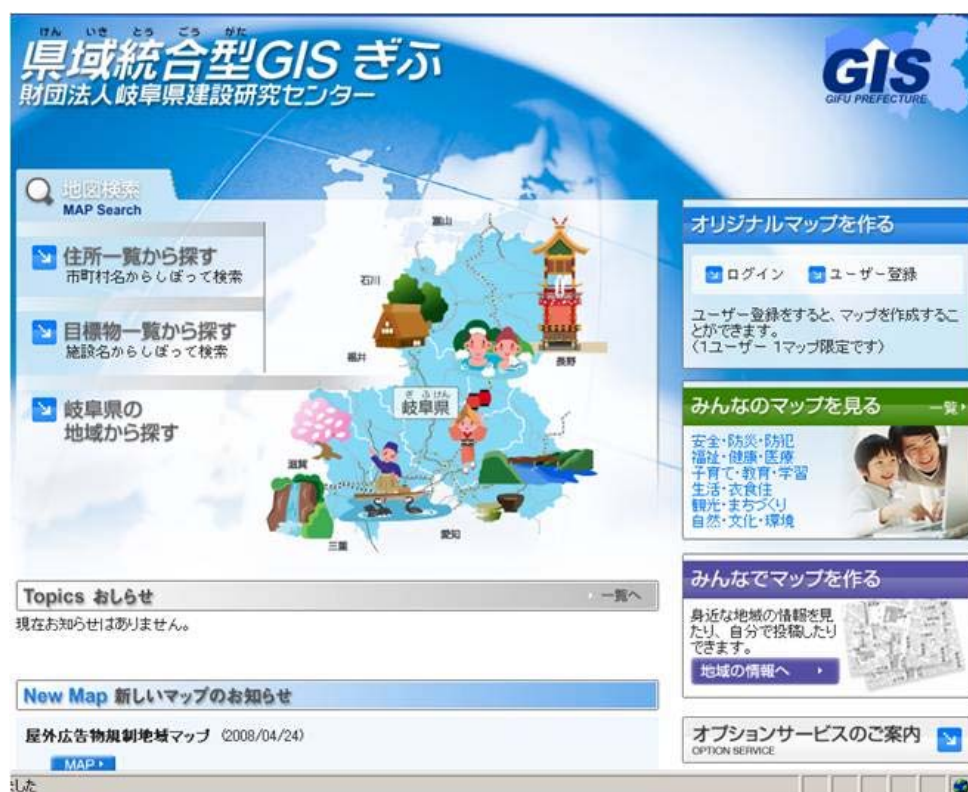 けん いき とう ごう がた
県域統合型GIS ぎふ
財団法人岐阜県建設研究センター
GIS
GIFU PREFECTURE
地図検索
MAP Search
住所一覧から探す
市町村名からしぼって検索
目標物一覧から探す
施設名からしぼって検索
岐阜県の
地域から探す
富山
石川
福井
長野
ぎふけん
岐阜県
滋賀
三重
愛知
オリジナルマップを作る
ログイン
ユーザー登録
ユーザー登録をすると、マップを作成するこ
とができます。
(1ユーザー 1マップ限定です)
みんなのマップを見る
一覧
安全・防災・防犯
福祉・健康・医療
子育て・教育・学習
生活・衣食住
観光・まちづくり
自然・文化・環境
みんなでマップを作る
身近な地域の情報を見
たり、自分で投稿したり
できます。
地域の情報へ
オプションサービスのご案内
OPTION SERVICE
Topics おしらせ
一覧へ
現在お知らせはありません。
New Map 新しいマップのお知らせ
屋外広告物規制地域マップ (2008/04/24)
MAP
した